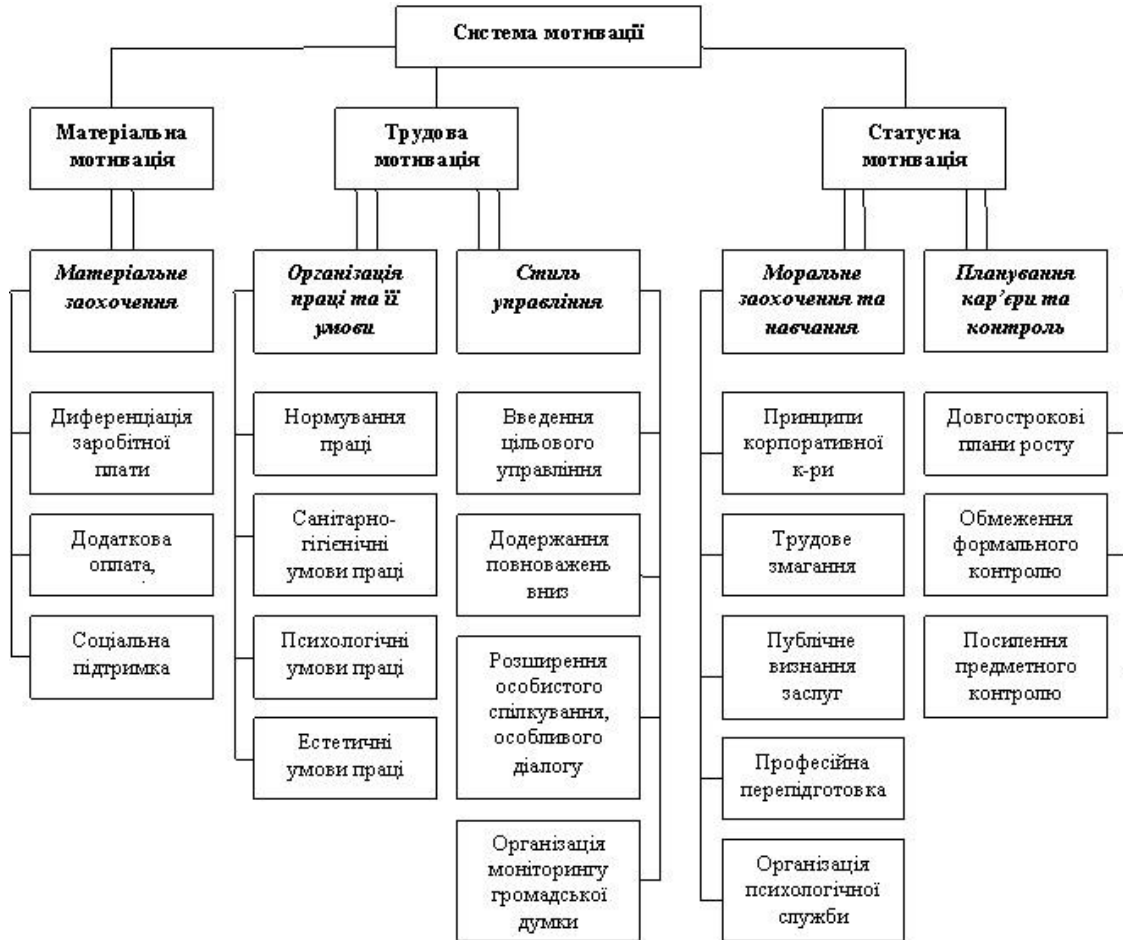 Система мотивації
Матеріальна
мотивація
Трудова
мотивація
Статусна
мотивація
Матеріальне
заохочення
Організація
праці та її
умови
Стиль
управління
Моральне
заохочення та
навчання
Планування
кар’єри та
контроль
Диференціація
заробітної
плати
Додаткова
оплата,
Соціальна
підтримка
Нормування
праці
Санітарно-
гігієнічні
умови праці
Психологічні
умови праці
Естетичні
умови праці
Введення
цільового
управління
Додержання
повноважень
вниз
Розширення
особистого
спілкування,
особливого
діалогу
Організація
моніторингу
громадської
думки
Принципи
корпоративної
к-ри
Трудове
змагання
Публічне
визнання
заслуг
Професійна
перепідготовка
Організація
психологічної
служби
Довгострокові
плани росту
Обмеження
формального
контролю
Посилення
предметного
контролю